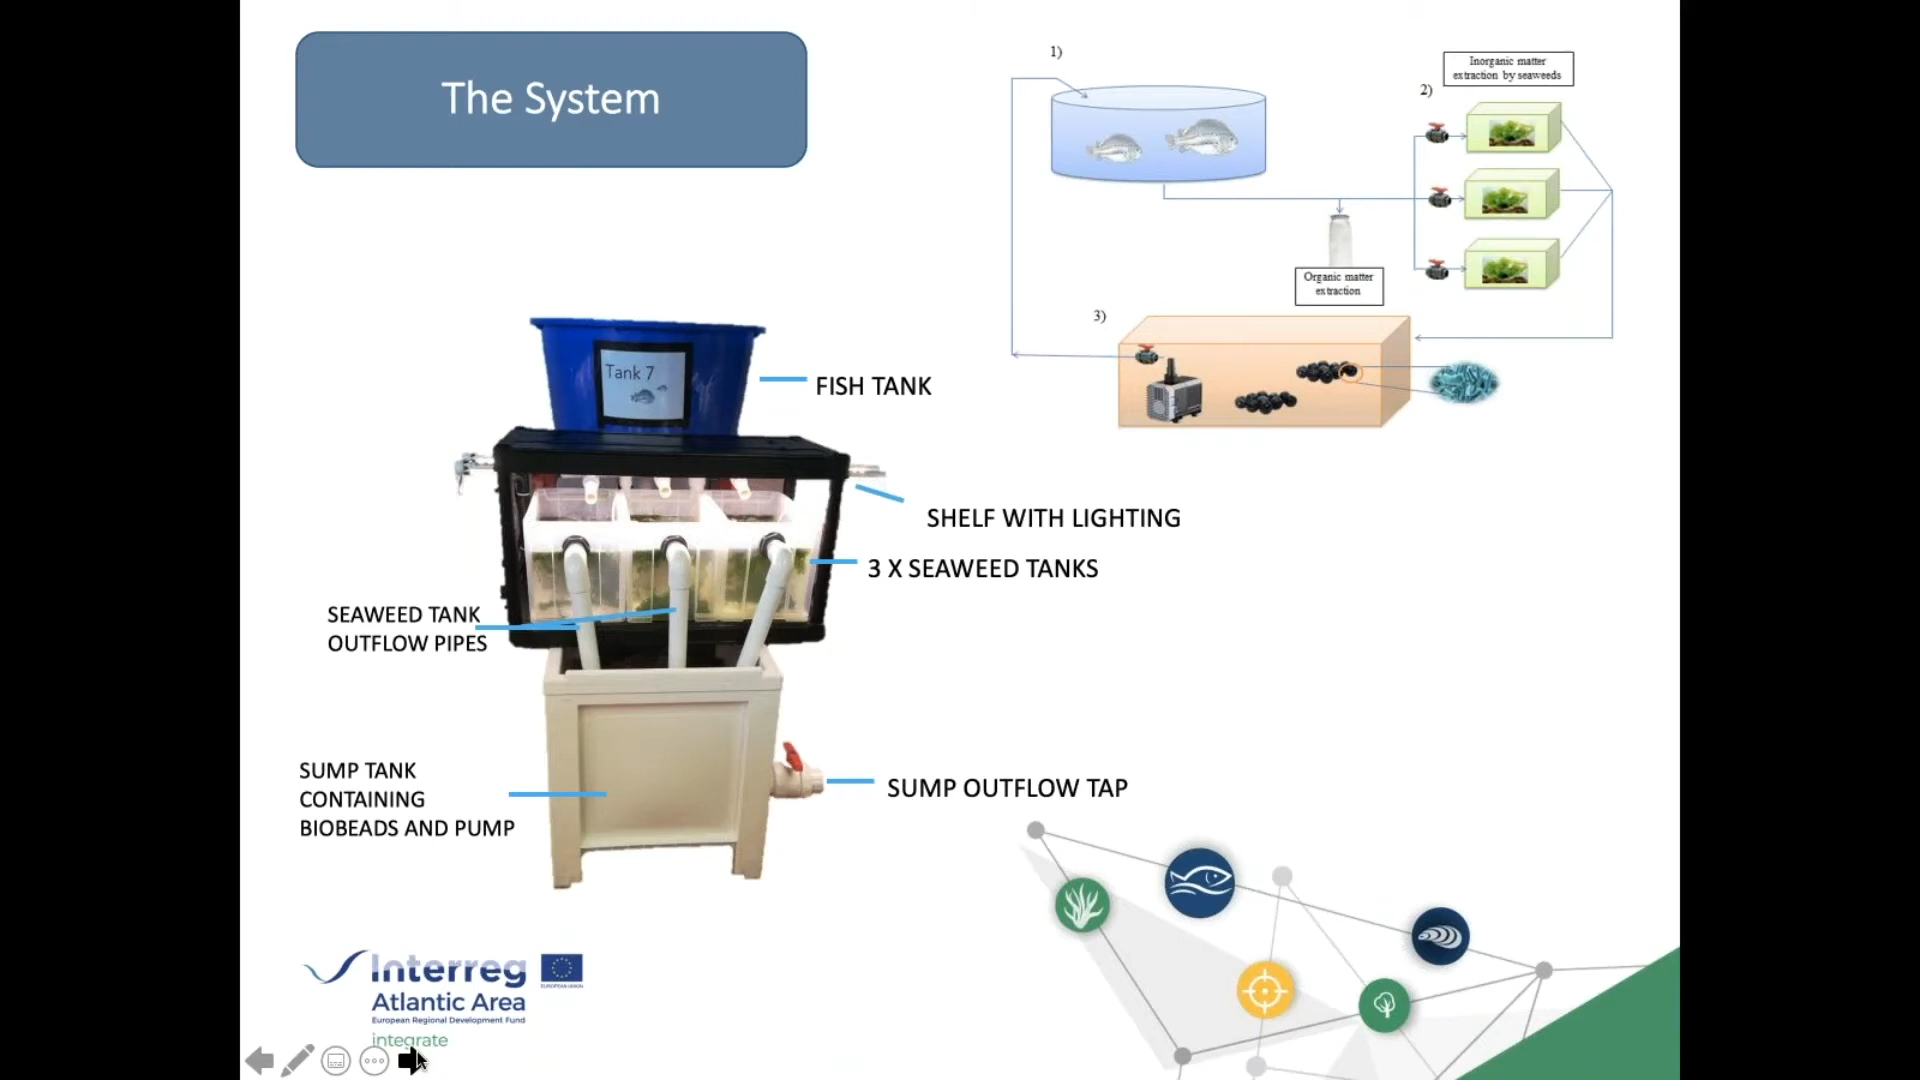 The System
1)
Inorganic matter
extraction by seaweeds
2)
Organic matter
extraction
3)
Tank 7
FISH TANK
SHELF WITH LIGHTING
3 X SEAWEED TANKS
SEAWEED TANK
OUTFLOW PIPES
SUMP TANK
CONTAINING
BIOBEADS AND PUMP
SUMP OUTFLOW TAP
Interreg
EUROPEAN UNION
Atlantic Area
European Regional Development Fund
integrate